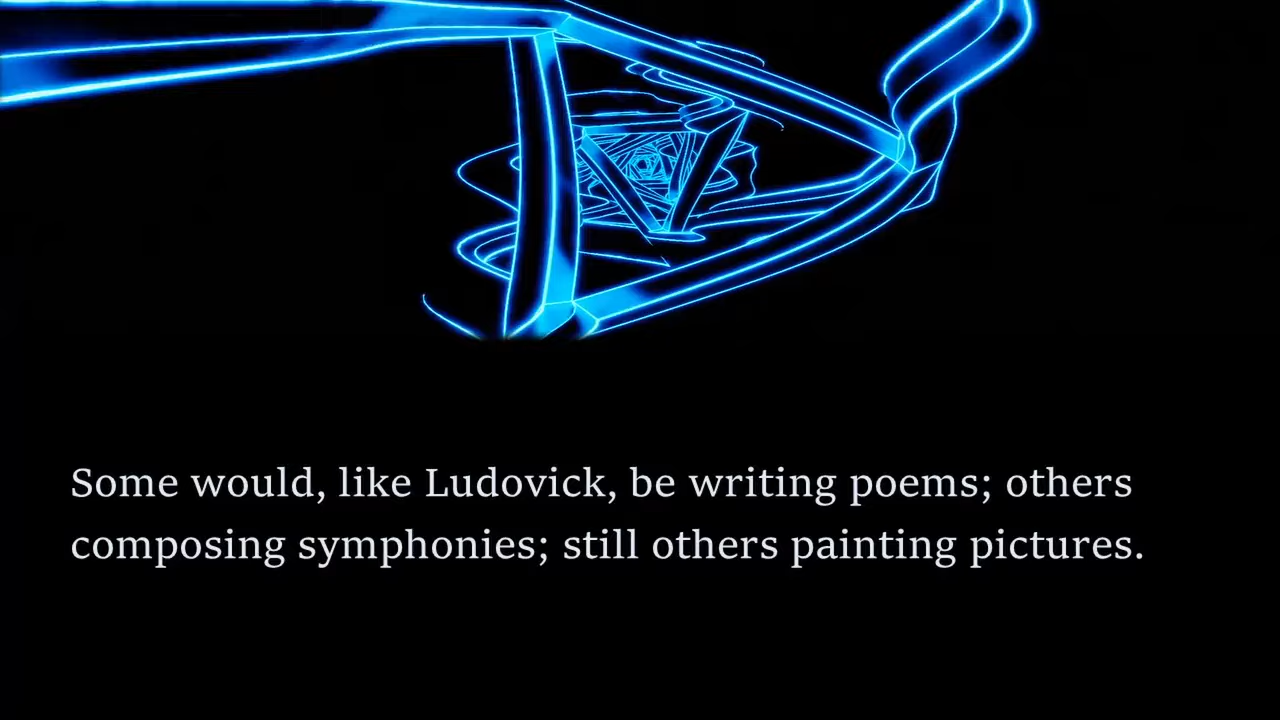 Some would, like Ludovick, be writing poems; others
composing symphonies; still others painting pictures.